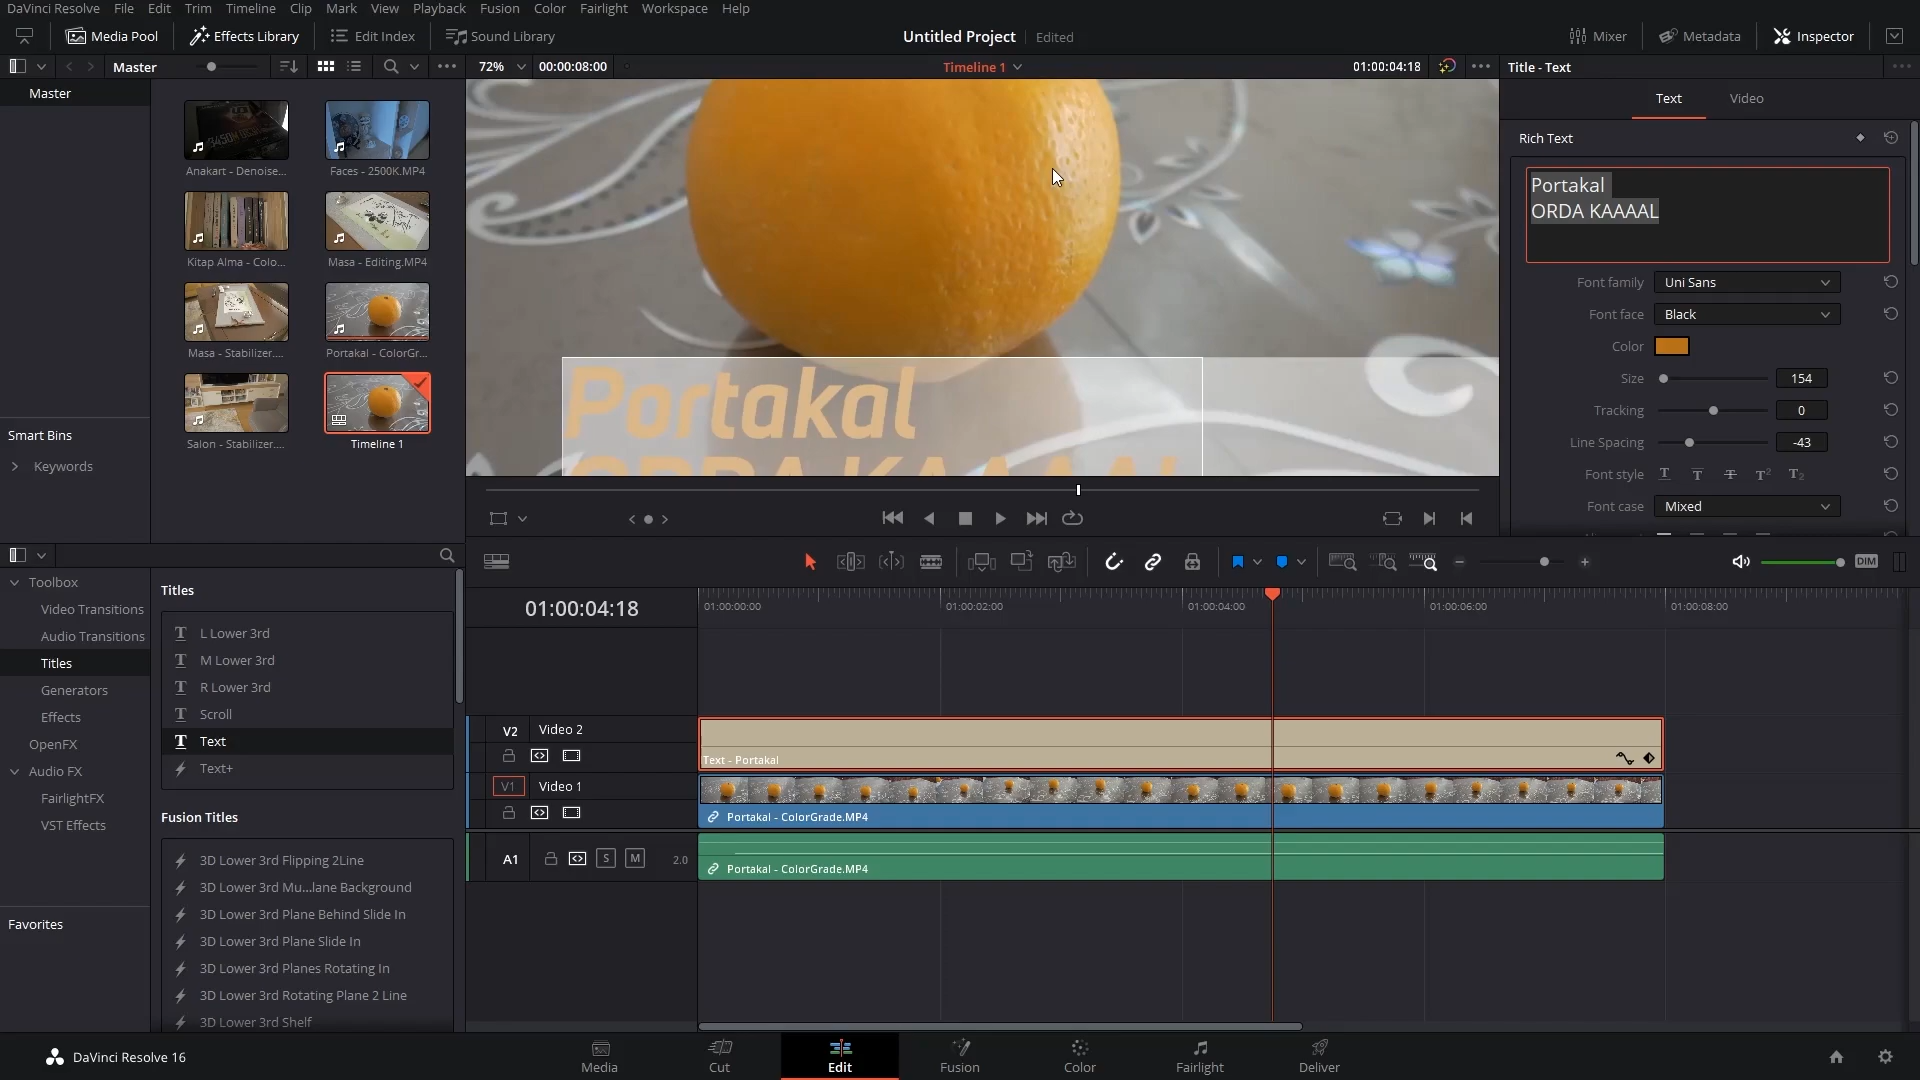 DaVinci Resolve File Edit Trim Timeline Clip Mark View Playback Fusion Color Fairlight Workspace Help
Media Pool Effects Library Edit Index Sound Library Untitled Project Edited Mixer Metadata Inspector
Master 72% 00:00:08:00 Timeline 1 01:00:04:18 Title - Text
Master
Text Video
Rich Text
Portakal
ORDA KAAAAL
Anakart - Denoise... Faces - 2500K.MP4
Kitap Alma - Colo... Masa - Editing.MP4
Masa - Stabilizer.... Portakal - ColorGr...
Salon - Stabilizer.... Timeline 1
Smart Bins
Keywords
Portakal
ORDA KAAAAL
Font family Uni Sans
Font face Black
Color
Size 154
Tracking 0
Line Spacing -43
Font style T T T T² T₂
Font case Mixed
Toolbox
Video Transitions
Audio Transitions
Titles
Generators
Effects
OpenFX
Audio FX
FairlightFX
VST Effects
Favorites
Titles
L Lower 3rd
M Lower 3rd
R Lower 3rd
Scroll
Text
Text+
Fusion Titles
3D Lower 3rd Flipping 2Line
3D Lower 3rd Mu...lane Background
3D Lower 3rd Plane Behind Slide In
3D Lower 3rd Plane Slide In
3D Lower 3rd Planes Rotating In
3D Lower 3rd Rotating Plane 2 Line
3D Lower 3rd Shelf
DIM
01:00:04:18 01:00:00:00 01:00:02:00 01:00:04:00 01:00:06:00 01:00:08:00
V2 Video 2
Text - Portakal
V1 Video 1
Portakal - ColorGrade.MP4
A1 S M 2.0
Portakal - ColorGrade.MP4
DaVinci Resolve 16 Media Cut Edit Fusion Color Fairlight Deliver